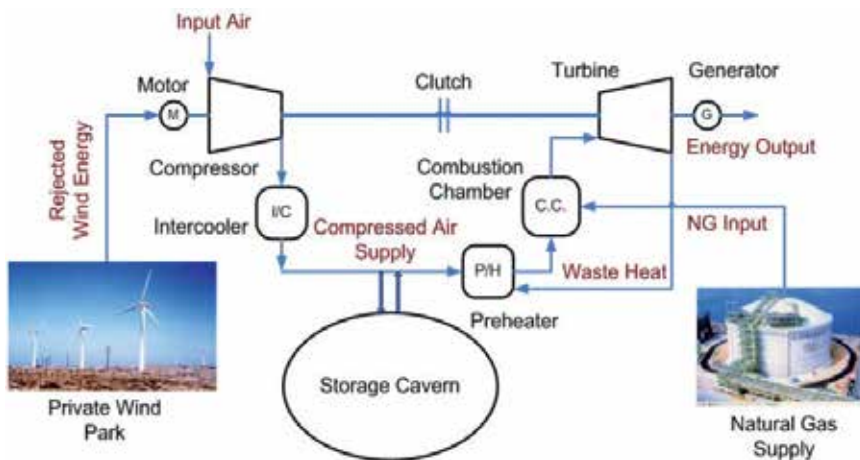 Input Air
Motor
M
Compressor
Rejected
Wind Energy
Clutch
Turbine
Generator
G
Energy Output
Combustion
Chamber
C.C.
NG Input
Intercooler
I/C
Compressed Air
Supply
P/H
Waste Heat
Preheater
Storage Cavern
Private Wind
Park
Natural Gas
Supply